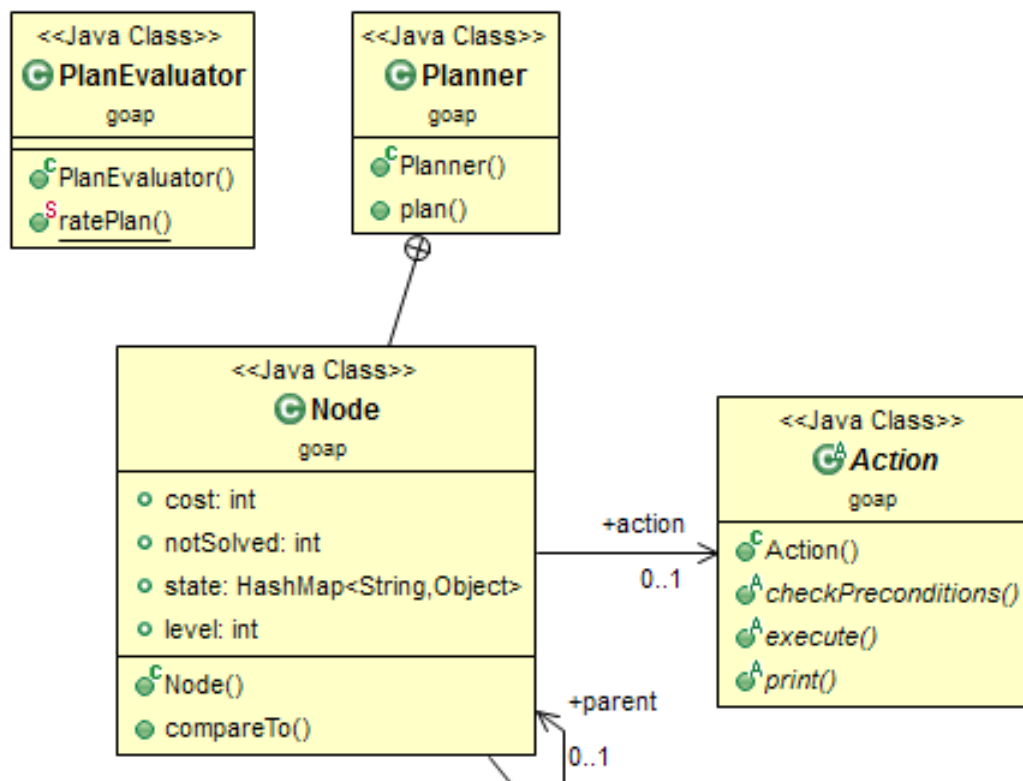 <<Java Class>>
PlanEvaluator
goap
PlanEvaluator()
ratePlan()
<<Java Class>>
Planner
goap
Planner()
plan()
<<Java Class>>
Node
goap
cost: int
notSolved: int
state: HashMap<String,Object>
level: int
Node()
compareTo()
+action
0..1
<<Java Class>>
Action
goap
Action()
checkPreconditions()
execute()
print()
+parent
0..1